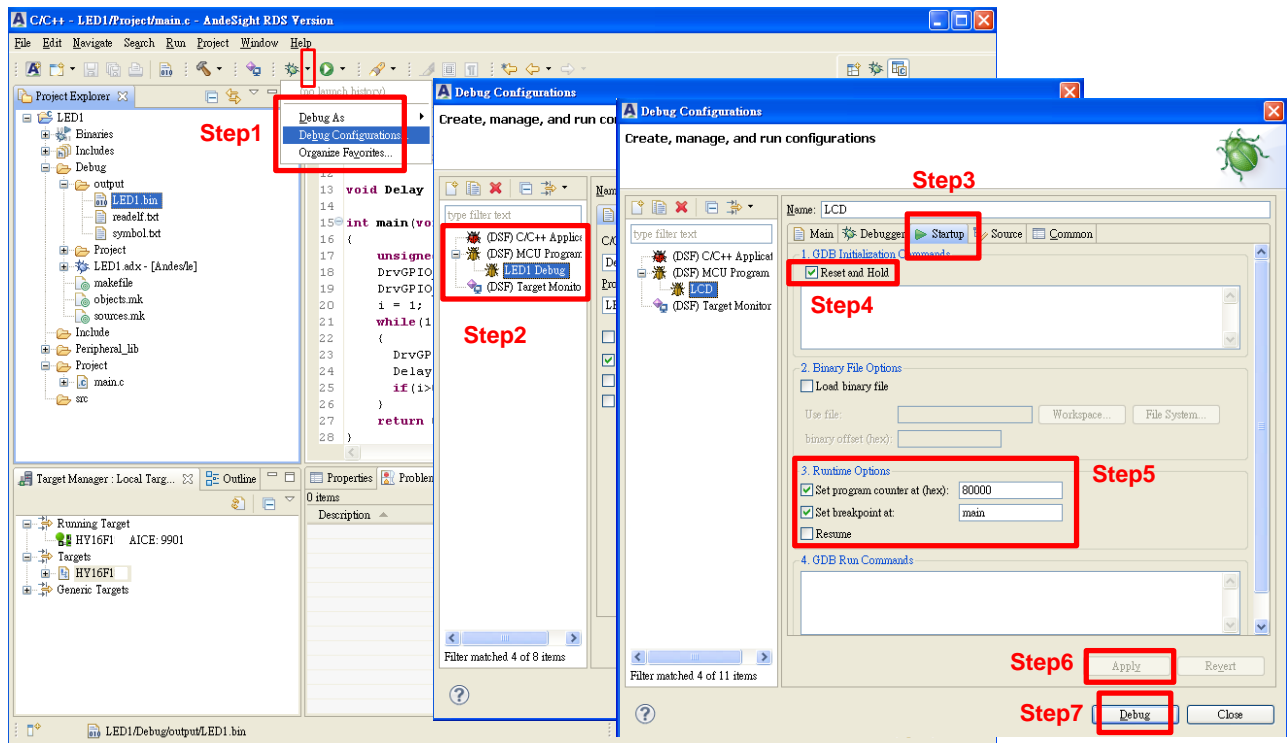 C/C++ - LED1/Project/main.c - AndeSight RDS Version
File Edit Navigate Search Run Project Window Help
Project Explorer
LED1
Binaries
Includes
Debug
output
LED1.bin
readelf.txt
symbol.txt
Project
LED1.adx - [Andes/le]
makefile
objects.mk
sources.mk
Include
Peripheral_lib
Project
main.c
src
Step1
(no launch history)
Debug As
Debug Configurations...
Organize Favorites...
12
13 void Delay
14
15 int main(vo
16 {
17 unsigne
18 DrvGPIO
19 DrvGPIO
20 i = 1;
21 while(1
22 {
23 DrvGP
24 Delay
25 if(i>
26 }
27 return
28 }
Target Manager : Local Targ... Outline
Running Target
HY16F1 AICE: 9901
Targets
HY16F1
Generic Targets
Properties Problem
0 items
Description
LED1/Debug/output/LED1.bin
Debug Configurations
Create, manage, and run co
type filter text
(DSF) C/C++ Applica
(DSF) MCU Program
LED1 Debug
(DSF) Target Monito
Step2
Nam
C/C
De
Pro
LE
Filter matched 4 of 8 items
Debug Configurations
Create, manage, and run configurations
Step3
type filter text
(DSF) C/C++ Applicat
(DSF) MCU Program
LCD
(DSF) Target Monitor
Filter matched 4 of 11 items
Name: LCD
Main Debugger Startup Source Common
1. GDB Initialization Commands
Reset and Hold
Step4
2. Binary File Options
Load binary file
Use file: Workspace... File System...
binary offset (hex):
3. Runtime Options
Step5
Set program counter at (hex): 80000
Set breakpoint at: main
Resume
4. GDB Run Commands
Step6 Apply Revert
Step7 Debug Close